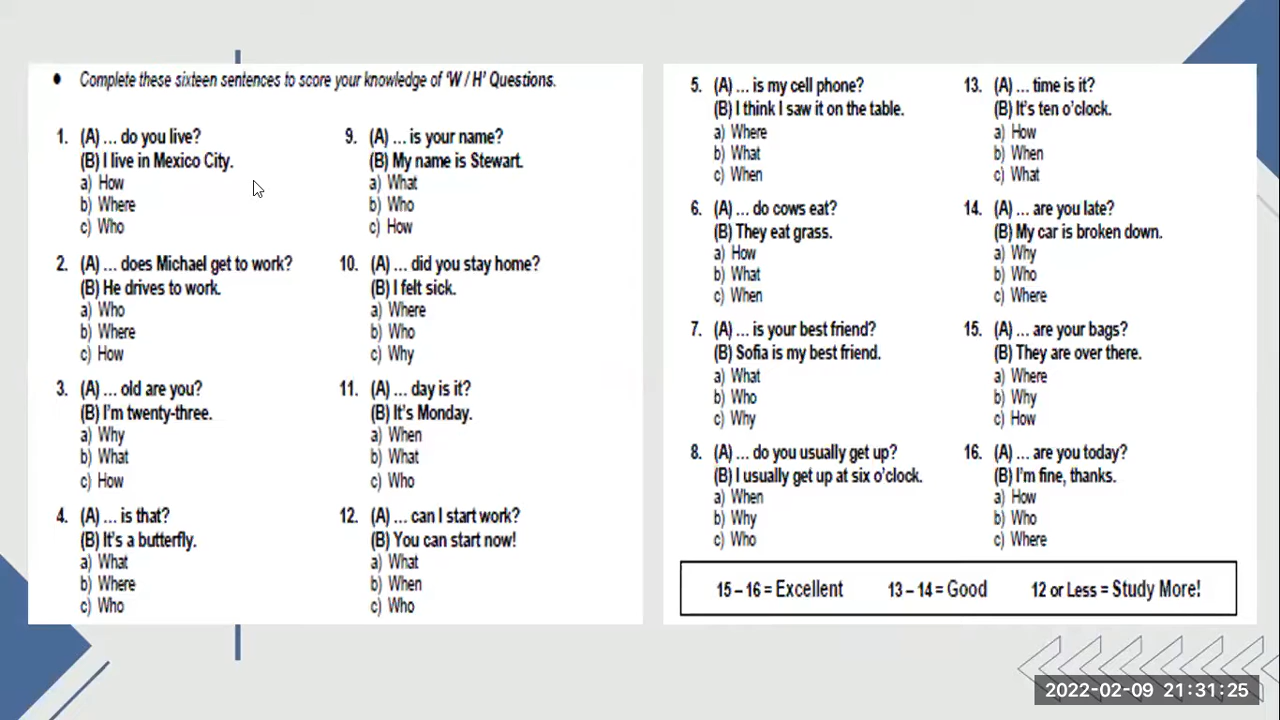 ● Complete these sixteen sentences to score your knowledge of 'W / H' Questions.
1. (A) ... do you live?
(B) I live in Mexico City.
a) How
b) Where
c) Who
2. (A) ... does Michael get to work?
(B) He drives to work.
a) Who
b) Where
c) How
3. (A) ... old are you?
(B) I'm twenty-three.
a) Why
b) What
c) How
4. (A) ... is that?
(B) It's a butterfly.
a) What
b) Where
c) Who
9. (A) ... is your name?
(B) My name is Stewart.
a) What
b) Who
c) How
10. (A) ... did you stay home?
(B) I felt sick.
a) Where
b) Who
c) Why
11. (A) ... day is it?
(B) It's Monday.
a) When
b) What
c) Who
12. (A) ... can I start work?
(B) You can start now!
a) What
b) When
c) Who
5. (A) ... is my cell phone?
(B) I think I saw it on the table.
a) Where
b) What
c) When
6. (A) ... do cows eat?
(B) They eat grass.
a) How
b) What
c) When
7. (A) ... is your best friend?
(B) Sofia is my best friend.
a) What
b) Who
c) Why
8. (A) ... do you usually get up?
(B) I usually get up at six o'clock.
a) When
b) Why
c) Who
13. (A) ... time is it?
(B) It's ten o'clock.
a) How
b) When
c) What
14. (A) ... are you late?
(B) My car is broken down.
a) Why
b) Who
c) Where
15. (A) ... are your bags?
(B) They are over there.
a) Where
b) Why
c) How
16. (A) ... are you today?
(B) I'm fine, thanks.
a) How
b) Who
c) Where
15 – 16 = Excellent 13 – 14 = Good 12 or Less = Study More!
2022-02-09 21:31:25